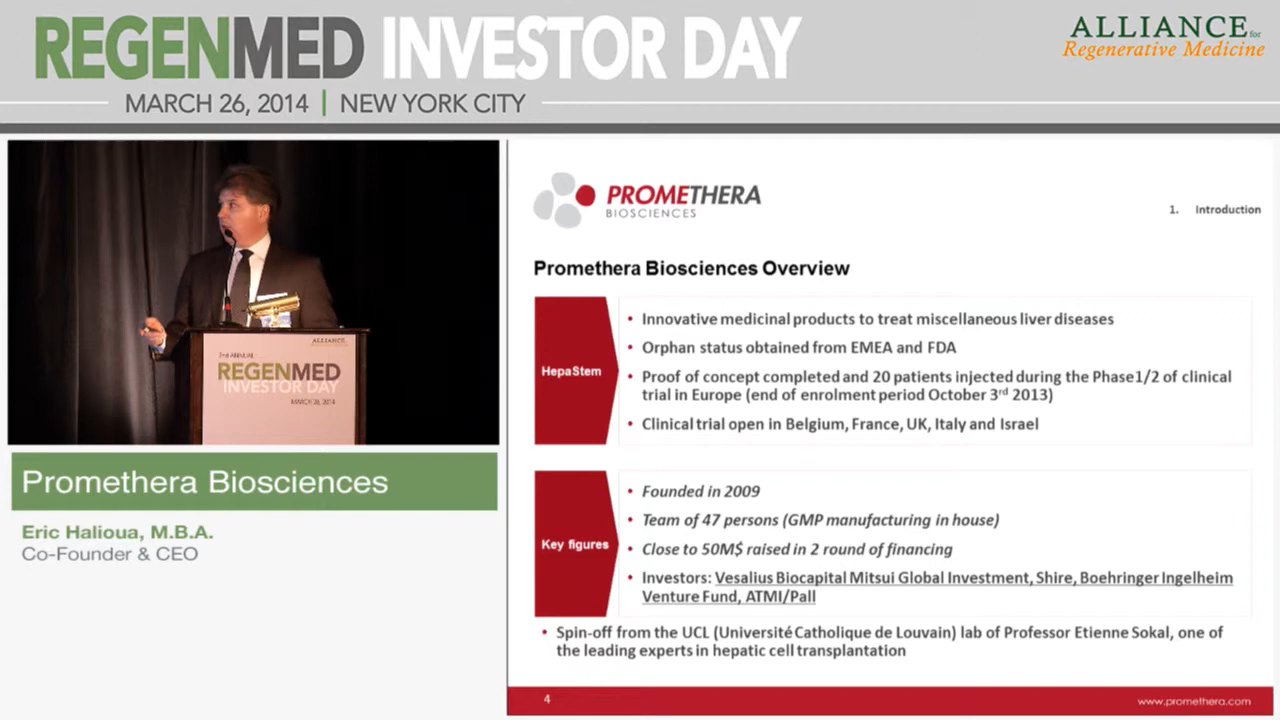 REGENMED INVESTOR DAY
MARCH 26, 2014 | NEW YORK CITY
ALLIANCE for
Regenerative Medicine
ALLIANCE
2nd ANNUAL
REGENMED
INVESTOR DAY
MARCH 26, 2014
Promethera Biosciences
Eric Halioua, M.B.A.
Co-Founder & CEO
PROMETHERA
BIOSCIENCES
1. Introduction
Promethera Biosciences Overview
HepaStem
• Innovative medicinal products to treat miscellaneous liver diseases
• Orphan status obtained from EMEA and FDA
• Proof of concept completed and 20 patients injected during the Phase1/2 of clinical
trial in Europe (end of enrolment period October 3rd 2013)
• Clinical trial open in Belgium, France, UK, Italy and Israel
Key figures
• Founded in 2009
• Team of 47 persons (GMP manufacturing in house)
• Close to 50M$ raised in 2 round of financing
• Investors: Vesalius Biocapital Mitsui Global Investment, Shire, Boehringer Ingelheim
Venture Fund, ATMI/Pall
• Spin-off from the UCL (Université Catholique de Louvain) lab of Professor Etienne Sokal, one of
the leading experts in hepatic cell transplantation
4
www.promethera.com